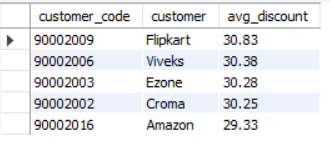 customer_code customer avg_discount
90002009 Flipkart 30.83
90002006 Viveks 30.38
90002003 Ezone 30.28
90002002 Croma 30.25
90002016 Amazon 29.33